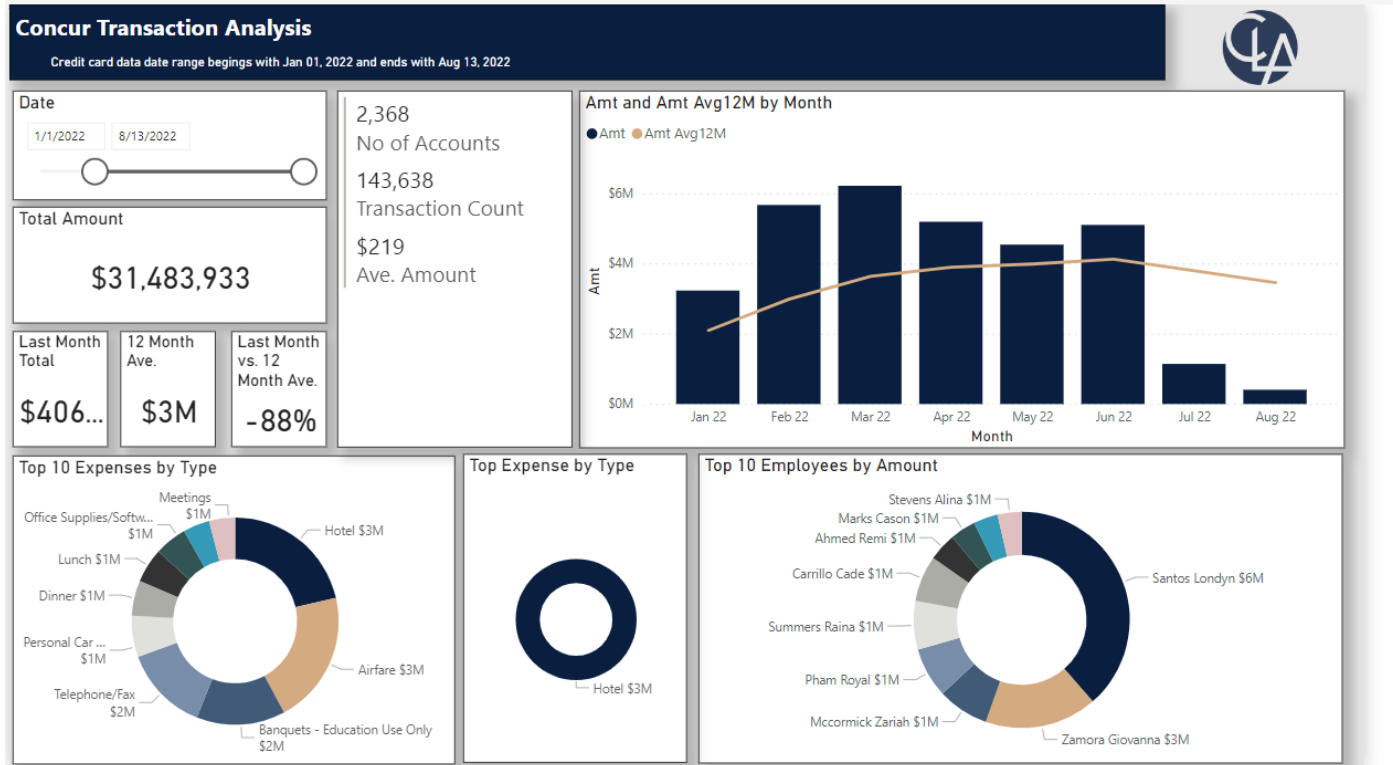 Concur Transaction Analysis
Credit card data date range begings with Jan 01, 2022 and ends with Aug 13, 2022
CLA
Date
1/1/2022 8/13/2022
Total Amount
$31,483,933
Last Month
Total
$406...
12 Month
Ave.
$3M
Last Month
vs. 12
Month Ave.
-88%
2,368
No of Accounts
143,638
Transaction Count
$219
Ave. Amount
Amt and Amt Avg12M by Month
Amt Amt Avg12M
$6M
$4M
$2M
$0M
Amt
Jan 22 Feb 22 Mar 22 Apr 22 May 22 Jun 22 Jul 22 Aug 22
Month
Top 10 Expenses by Type
Meetings
$1M
Office Supplies/Softw...
$1M
Lunch $1M
Dinner $1M
Personal Car ...
$1M
Telephone/Fax
$2M
Hotel $3M
Airfare $3M
Banquets - Education Use Only
$2M
Top Expense by Type
Hotel $3M
Top 10 Employees by Amount
Stevens Alina $1M
Marks Cason $1M
Ahmed Remi $1M
Carrillo Cade $1M
Summers Raina $1M
Pham Royal $1M
Mccormick Zariah $1M
Santos Londyn $6M
Zamora Giovanna $3M